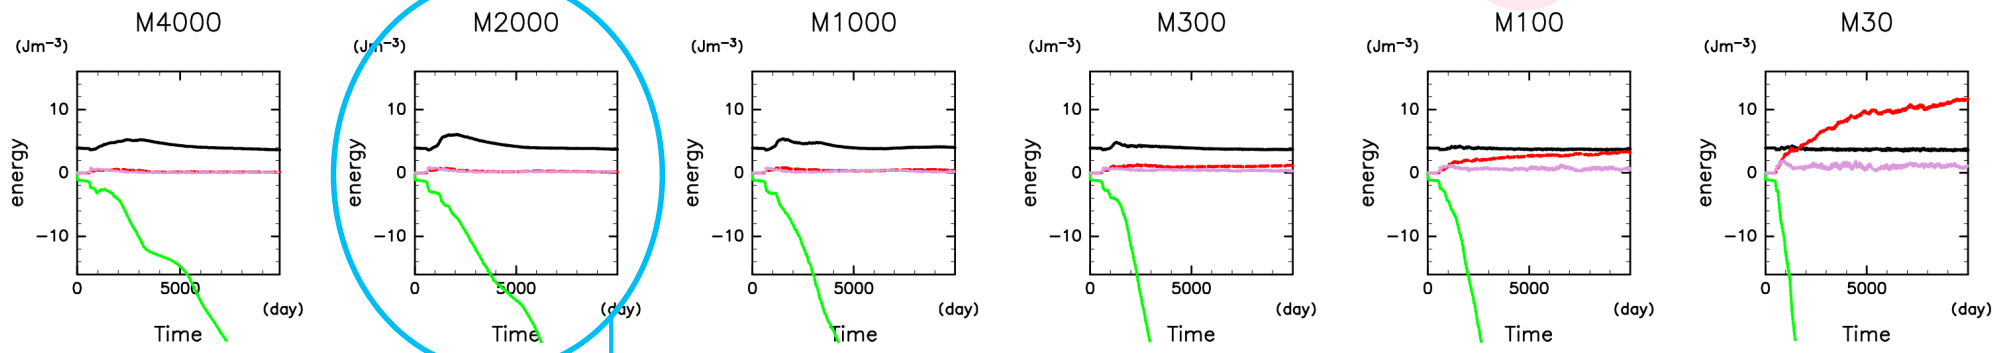 M4000 M2000 M1000 M300 M100 M30
(Jm⁻³) (Jm⁻³) (Jm⁻³) (Jm⁻³) (Jm⁻³) (Jm⁻³)
10 10 10 10 10 10
energy energy energy energy energy energy
0 0 0 0 0 0
−10 −10 −10 −10 −10 −10
0 5000 0 5000 0 5000 0 5000 0 5000 0 5000
(day) (day) (day) (day) (day) (day)
Time Time Time Time Time Time